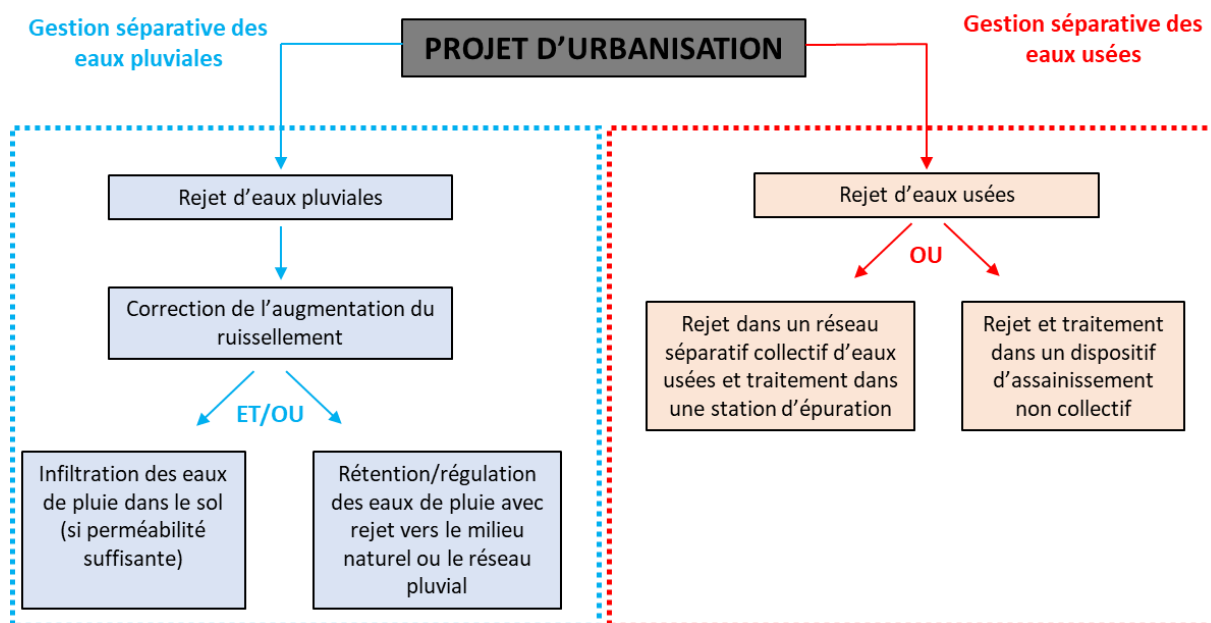 Gestion séparative des
eaux pluviales
PROJET D’URBANISATION
Gestion séparative des
eaux usées
Rejet d’eaux pluviales
Correction de l’augmentation du
ruissellement
ET/OU
Infiltration des eaux
de pluie dans le sol
(si perméabilité
suffisante)
Rétention/régulation
des eaux de pluie avec
rejet vers le milieu
naturel ou le réseau
pluvial
Rejet d’eaux usées
OU
Rejet dans un réseau
séparatif collectif d’eaux
usées et traitement dans
une station d’épuration
Rejet et traitement
dans un dispositif
d’assainissement
non collectif